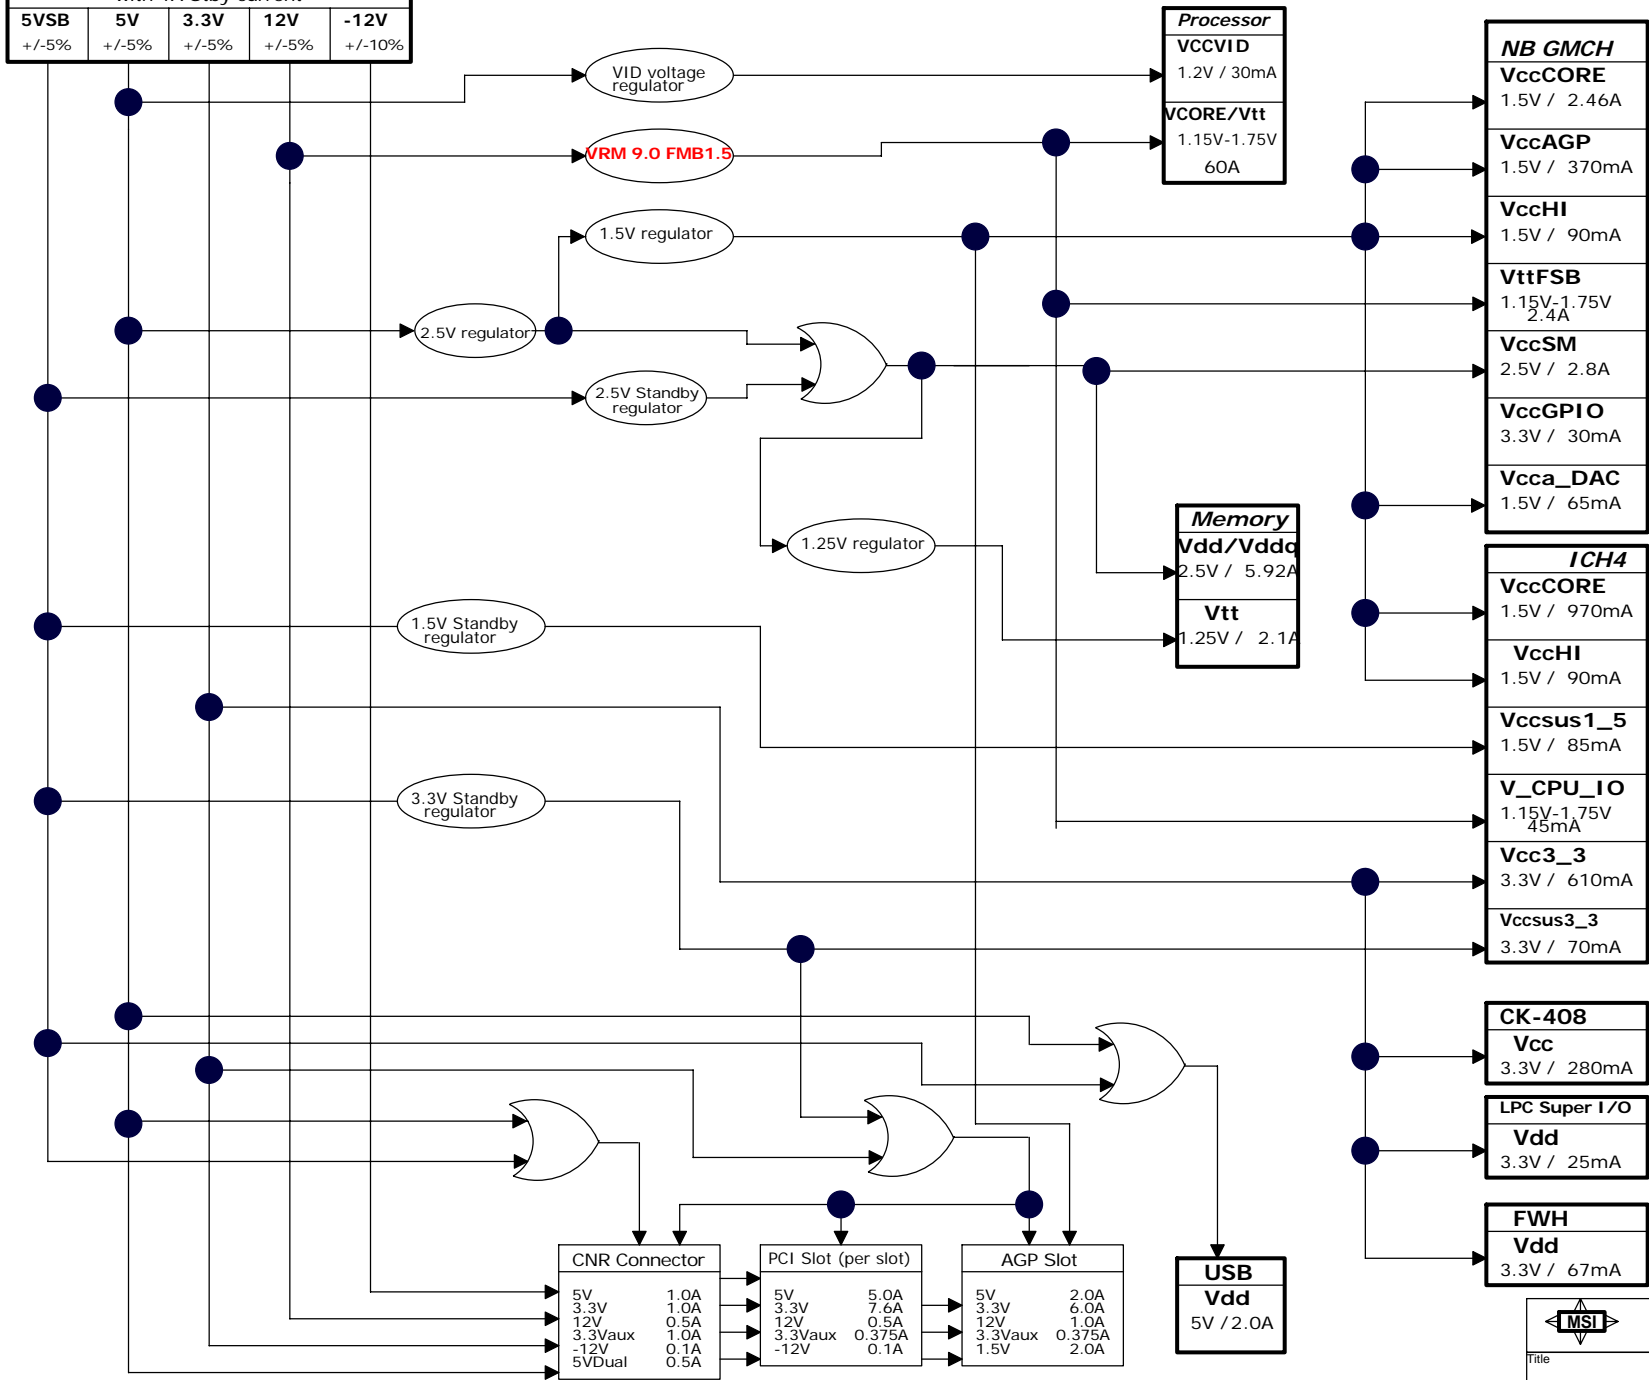 5VSB 5V 3.3V 12V -12V
+/-5% +/-5% +/-5% +/-5% +/-10%
VID voltage
regulator
VRM 9.0 FMB1.5
1.5V regulator
2.5V regulator
2.5V Standby
regulator
1.25V regulator
1.5V Standby
regulator
3.3V Standby
regulator
Processor
VCCVID
1.2V / 30mA
VCORE/Vtt
1.15V-1.75V
60A
Memory
Vdd/Vddq
2.5V / 5.92A
Vtt
1.25V / 2.1A
NB GMCH
VccCORE
1.5V / 2.46A
VccAGP
1.5V / 370mA
VccHI
1.5V / 90mA
VttFSB
1.15V-1.75V
2.4A
VccSM
2.5V / 2.8A
VccGPIO
3.3V / 30mA
Vcca_DAC
1.5V / 65mA
ICH4
VccCORE
1.5V / 970mA
VccHI
1.5V / 90mA
Vccsus1_5
1.5V / 85mA
V_CPU_IO
1.15V-1.75V
45mA
Vcc3_3
3.3V / 610mA
Vccsus3_3
3.3V / 70mA
CK-408
Vcc
3.3V / 280mA
LPC Super I/O
Vdd
3.3V / 25mA
FWH
Vdd
3.3V / 67mA
CNR Connector
5V 1.0A
3.3V 1.0A
12V 0.5A
3.3Vaux 1.0A
-12V 0.1A
5VDual 0.5A
PCI Slot (per slot)
5V 5.0A
3.3V 7.6A
12V 0.5A
3.3Vaux 0.375A
-12V 0.1A
AGP Slot
5V 2.0A
3.3V 6.0A
12V 1.0A
3.3Vaux 0.375A
1.5V 2.0A
USB
Vdd
5V /2.0A
MSI
Title